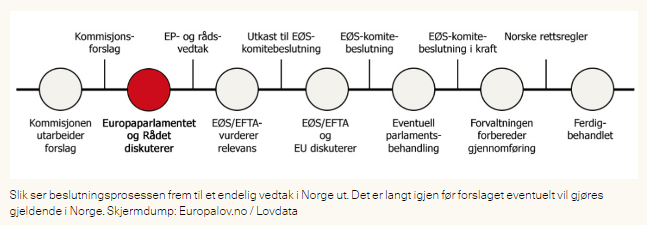 Kommisjons-
forslag
EP- og råds-
vedtak
Utkast til EØS-
komitebeslutning
EØS-komite-
beslutning
EØS-komite-
beslutning i kraft
Norske rettsregler
Kommisjonen
utarbeider
forslag
Europaparlamentet
og Rådet
diskuterer
EØS/EFTA-
vurderer
relevans
EØS/EFTA
og
EU diskuterer
Eventuell
parlaments-
behandling
Forvaltningen
forbereder
gjennomføring
Ferdig-
behandlet
Slik ser beslutningsprosessen frem til et endelig vedtak i Norge ut. Det er langt igjen før forslaget eventuelt vil gjøres
gjeldende i Norge. Skjermdump: Europalov.no / Lovdata